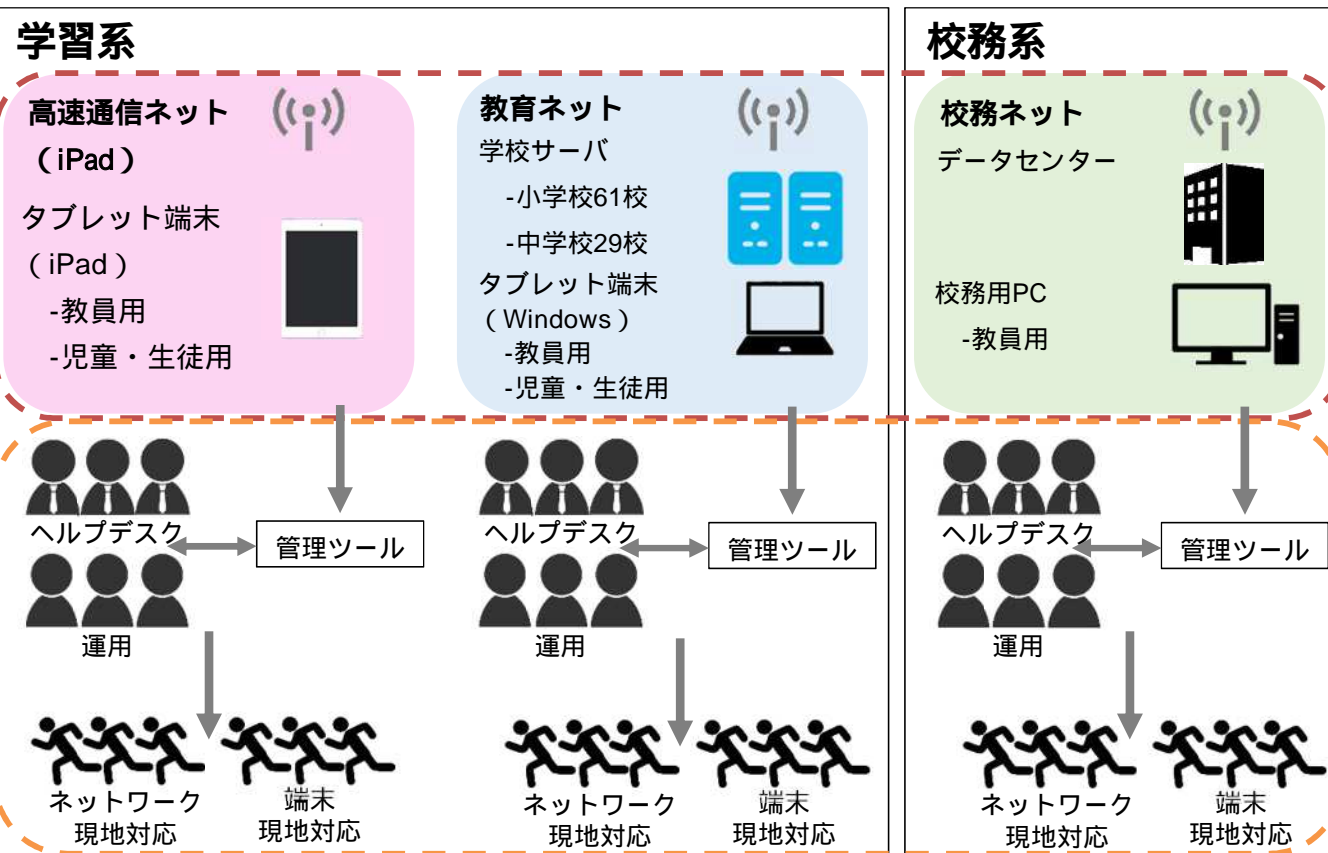 学習系
高速通信ネット
（iPad）
タブレット端末
（iPad）
-教員用
-児童・生徒用
教育ネット
学校サーバ
-小学校61校
-中学校29校
タブレット端末
（Windows）
-教員用
-児童・生徒用
校務系
校務ネット
データセンター
校務用PC
-教員用
ヘルプデスク
管理ツール
運用
ネットワーク
現地対応
端末
現地対応
ヘルプデスク
管理ツール
運用
ネットワーク
現地対応
端末
現地対応
ヘルプデスク
管理ツール
運用
ネットワーク
現地対応
端末
現地対応